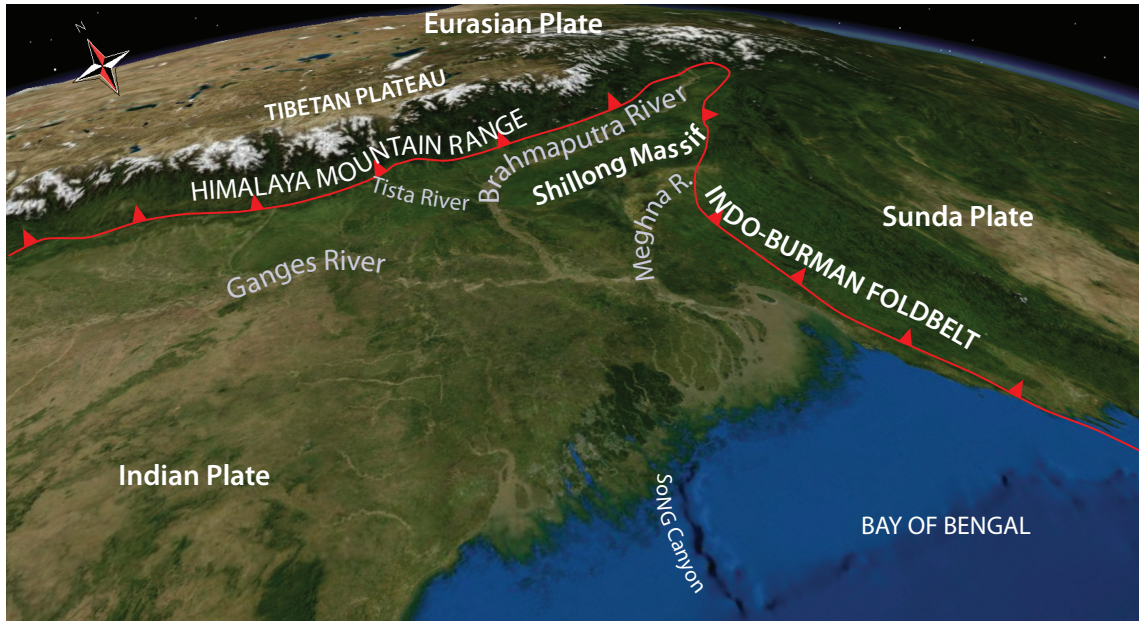 Eurasian Plate
N
TIBETAN PLATEAU
HIMALAYA MOUNTAIN RANGE
Brahmaputra River
Tista River
Shillong Massif
Meghna R.
Ganges River
INDO-BURMAN FOLDBELT
Sunda Plate
Indian Plate
SoNG Canyon
BAY OF BENGAL